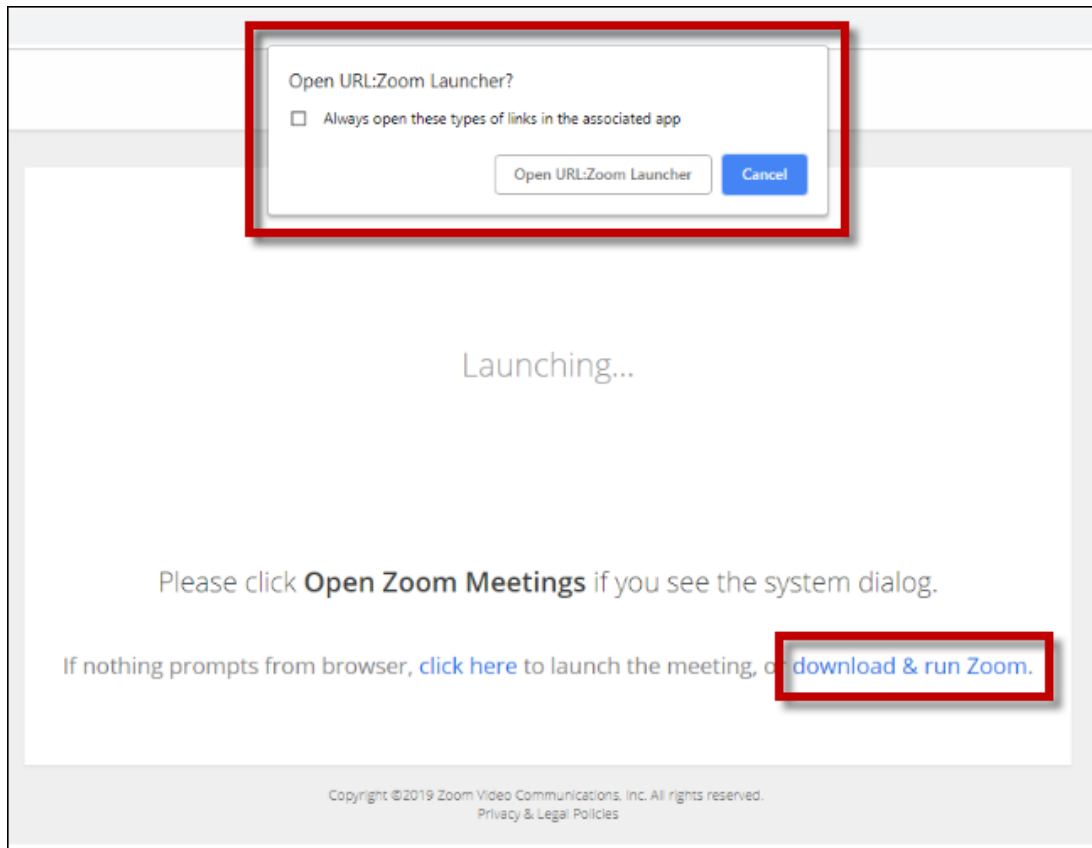 Open URL:Zoom Launcher?
Always open these types of links in the associated app
Open URL:Zoom Launcher Cancel
Launching...
Please click Open Zoom Meetings if you see the system dialog.
If nothing prompts from browser, click here to launch the meeting, or download & run Zoom.
Copyright ©2019 Zoom Video Communications, Inc. All rights reserved.
Privacy & Legal Policies